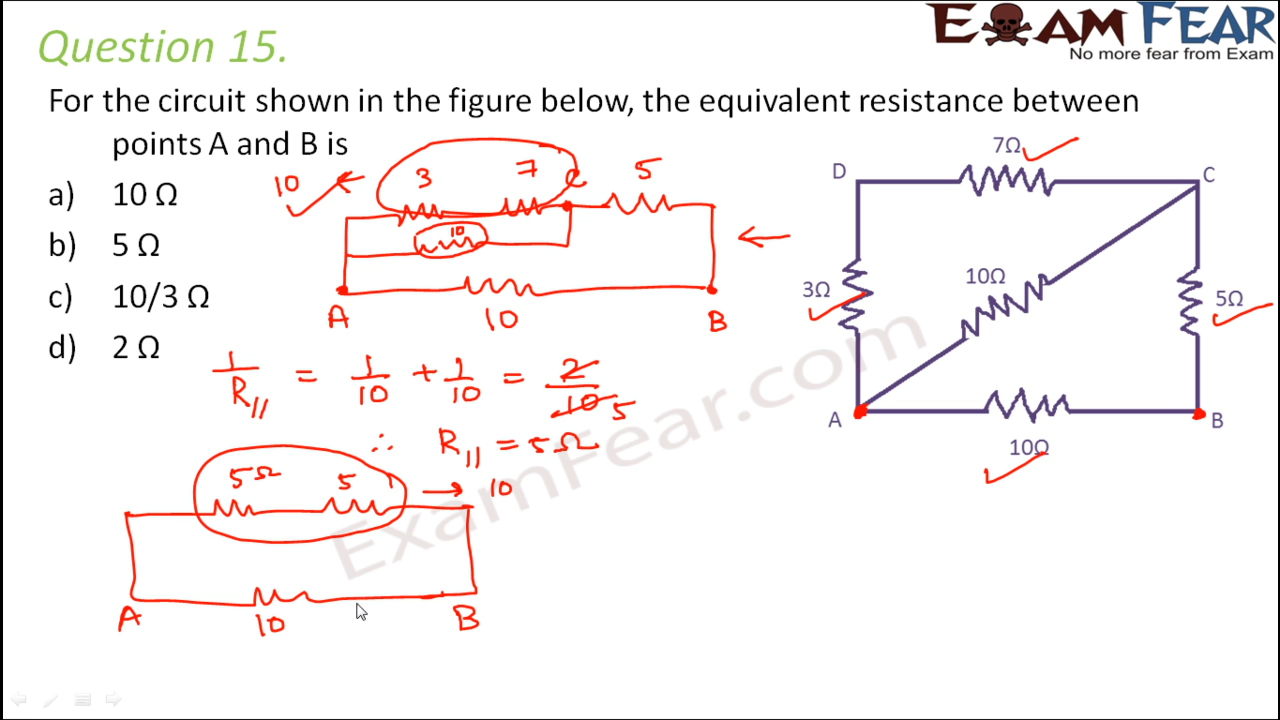 Question 15.
EXAM FEAR
No more fear from Exam
For the circuit shown in the figure below, the equivalent resistance between
points A and B is
a) 10 Ω
b) 5 Ω
c) 10/3 Ω
d) 2 Ω
10
3 7 C 5
10
A 10 B
1/R// = 1/10 + 1/10 = 2/10 5
∴ R// = 5Ω
5Ω 5 → 10
A 10 B
D 7Ω C
3Ω 10Ω 5Ω
A B
10Ω
ExamFear.com